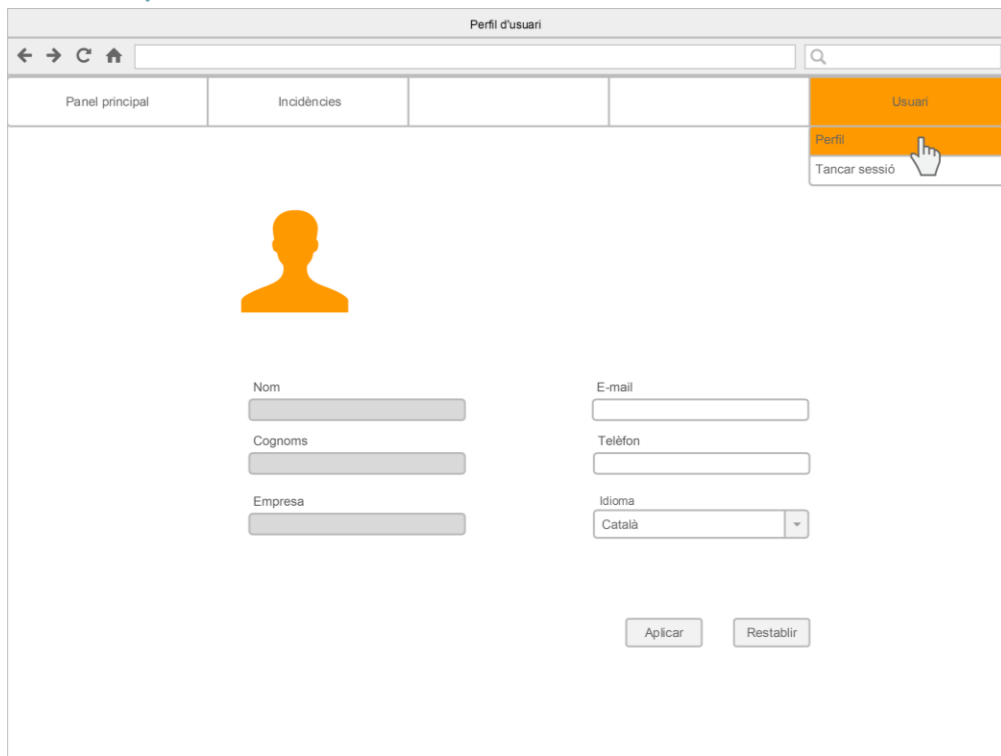 Perfil d'usuari
Panel principal
Incidències
Usuari
Perfil
Tancar sessió
Nom
E-mail
Cognoms
Telèfon
Empresa
Idioma
Català
Aplicar
Restablir